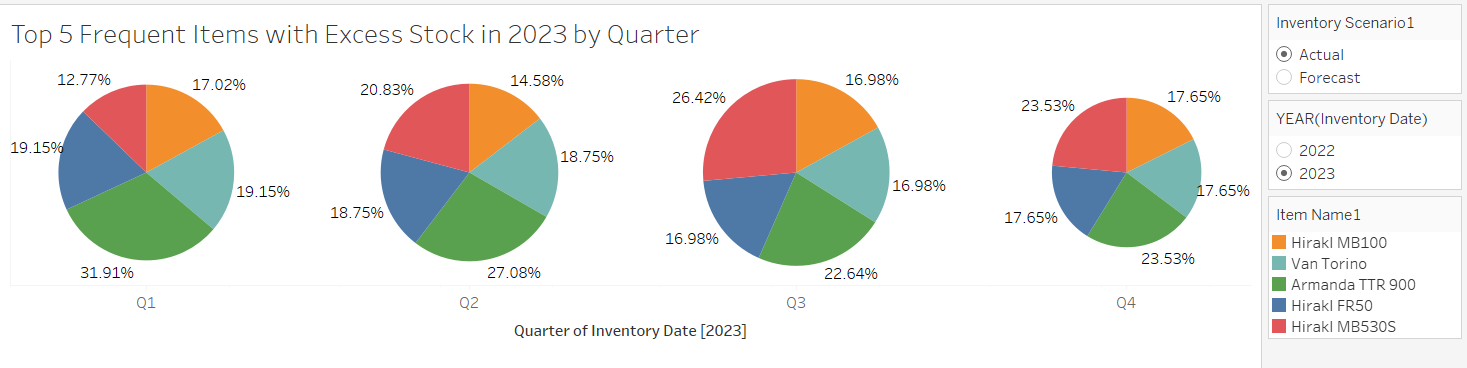 Top 5 Frequent Items with Excess Stock in 2023 by Quarter
12.77%
17.02%
19.15%
19.15%
31.91%
Q1
20.83%
14.58%
18.75%
18.75%
27.08%
Q2
26.42%
16.98%
16.98%
16.98%
22.64%
Q3
23.53%
17.65%
17.65%
17.65%
23.53%
Q4
Quarter of Inventory Date [2023]
Inventory Scenario1
Actual
Forecast
YEAR(Inventory Date)
2022
2023
Item Name1
Hirakl MB100
Van Torino
Armanda TTR 900
Hirakl FR50
Hirakl MB530S